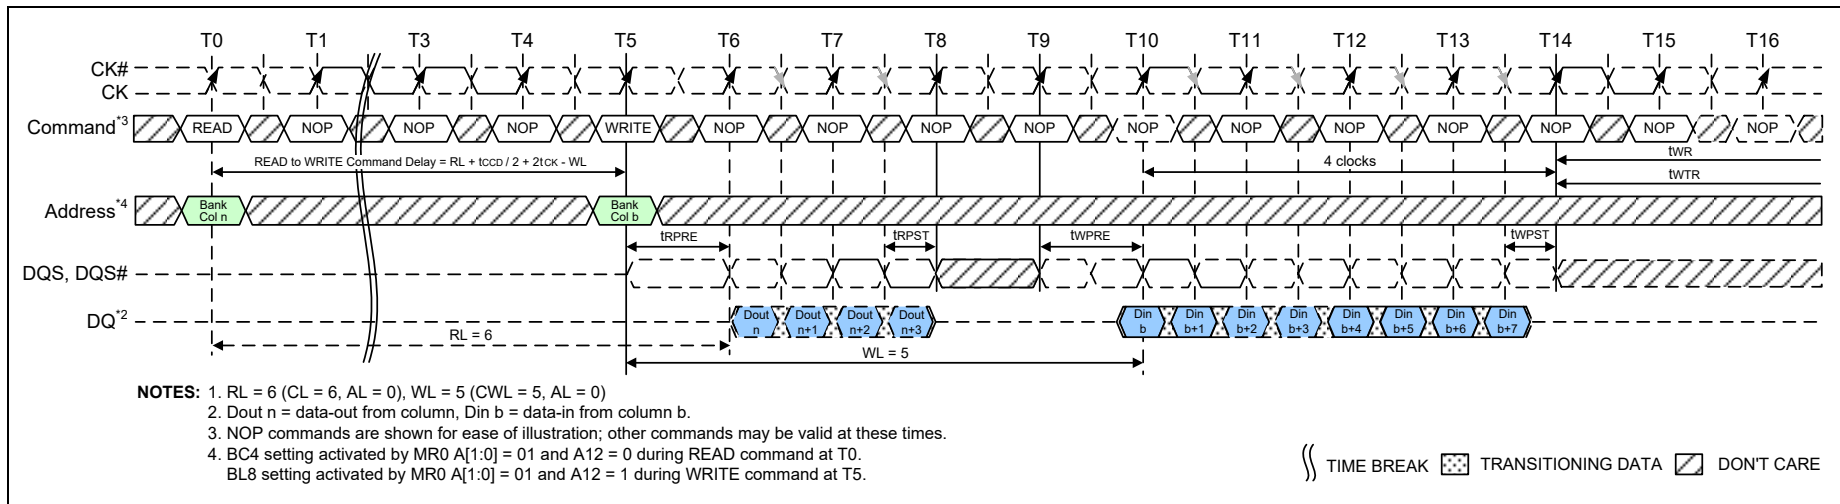 T0 T1 T3 T4 T5 T6 T7 T8 T9 T10 T11 T12 T13 T14 T15 T16
CK#
CK
Command*3 READ NOP NOP NOP WRITE NOP NOP NOP NOP NOP NOP NOP NOP NOP NOP NOP
READ to WRITE Command Delay = RL + tCCD / 2 + 2tCK - WL
4 clocks
tWR
tWTR
Address*4
Bank
Col n
Bank
Col b
tRPRE tRPST tWPRE tWPST
DQS, DQS#
DQ*2
Dout
n
Dout
n+1
Dout
n+2
Dout
n+3
Din
b
Din
b+1
Din
b+2
Din
b+3
Din
b+4
Din
b+5
Din
b+6
Din
b+7
RL = 6
WL = 5
NOTES: 1. RL = 6 (CL = 6, AL = 0), WL = 5 (CWL = 5, AL = 0)
2. Dout n = data-out from column, Din b = data-in from column b.
3. NOP commands are shown for ease of illustration; other commands may be valid at these times.
4. BC4 setting activated by MR0 A[1:0] = 01 and A12 = 0 during READ command at T0.
BL8 setting activated by MR0 A[1:0] = 01 and A12 = 1 during WRITE command at T5.
TIME BREAK TRANSITIONING DATA DON'T CARE